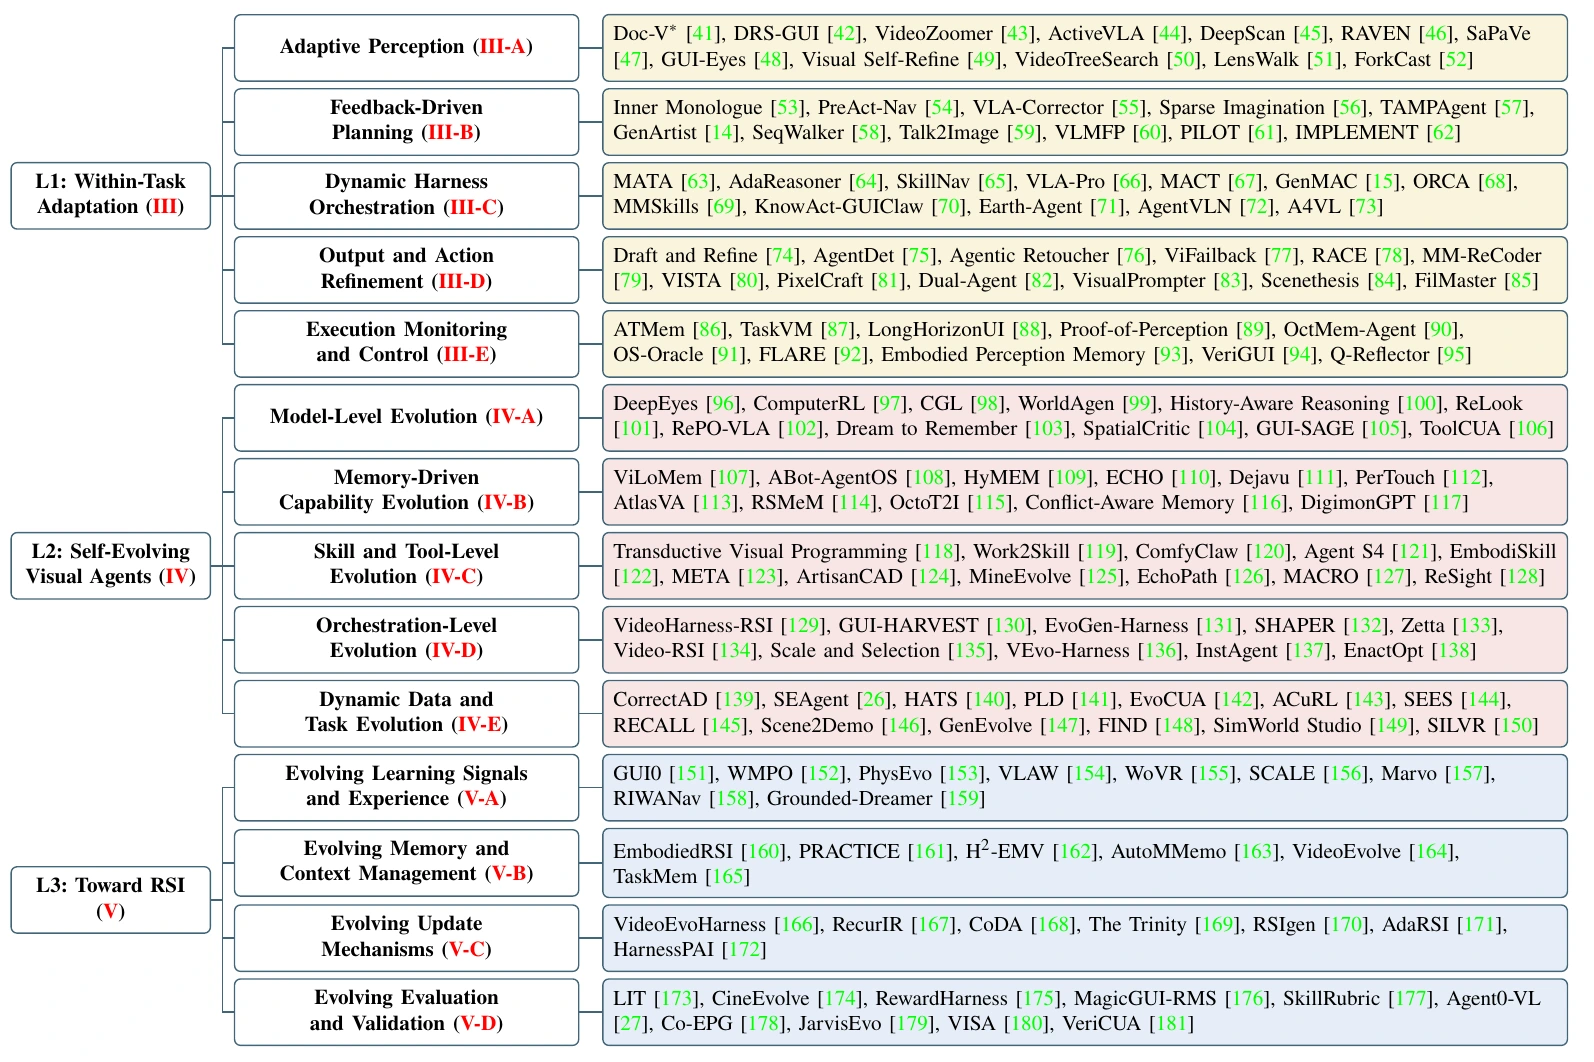 L1: Within-Task
Adaptation (III)
Adaptive Perception (III-A)
Doc-V* [41], DRS-GUI [42], VideoZoomer [43], ActiveVLA [44], DeepScan [45], RAVEN [46], SaPaVe
[47], GUI-Eyes [48], Visual Self-Refine [49], VideoTreeSearch [50], LensWalk [51], ForkCast [52]
Feedback-Driven
Planning (III-B)
Inner Monologue [53], PreAct-Nav [54], VLA-Corrector [55], Sparse Imagination [56], TAMPAgent [57],
GenArtist [14], SeqWalker [58], Talk2Image [59], VLMFP [60], PILOT [61], IMPLEMENT [62]
Dynamic Harness
Orchestration (III-C)
MATA [63], AdaReasoner [64], SkillNav [65], VLA-Pro [66], MACT [67], GenMAC [15], ORCA [68],
MMSkills [69], KnowAct-GUIClaw [70], Earth-Agent [71], AgentVLN [72], A4VL [73]
Output and Action
Refinement (III-D)
Draft and Refine [74], AgentDet [75], Agentic Retoucher [76], ViFailback [77], RACE [78], MM-ReCoder
[79], VISTA [80], PixelCraft [81], Dual-Agent [82], VisualPrompter [83], Scenethesis [84], FilMaster [85]
Execution Monitoring
and Control (III-E)
ATMem [86], TaskVM [87], LongHorizonUI [88], Proof-of-Perception [89], OctMem-Agent [90],
OS-Oracle [91], FLARE [92], Embodied Perception Memory [93], VeriGUI [94], Q-Reflector [95]
L2: Self-Evolving
Visual Agents (IV)
Model-Level Evolution (IV-A)
DeepEyes [96], ComputerRL [97], CGL [98], WorldAgen [99], History-Aware Reasoning [100], ReLook
[101], RePO-VLA [102], Dream to Remember [103], SpatialCritic [104], GUI-SAGE [105], ToolCUA [106]
Memory-Driven
Capability Evolution (IV-B)
ViLoMem [107], ABot-AgentOS [108], HyMEM [109], ECHO [110], Dejavu [111], PerTouch [112],
AtlasVA [113], RSMeM [114], OctoT2I [115], Conflict-Aware Memory [116], DigimonGPT [117]
Skill and Tool-Level
Evolution (IV-C)
Transductive Visual Programming [118], Work2Skill [119], ComfyClaw [120], Agent S4 [121], EmbodiSkill
[122], META [123], ArtisanCAD [124], MineEvolve [125], EchoPath [126], MACRO [127], ReSight [128]
Orchestration-Level
Evolution (IV-D)
VideoHarness-RSI [129], GUI-HARVEST [130], EvoGen-Harness [131], SHAPER [132], Zetta [133],
Video-RSI [134], Scale and Selection [135], VEvo-Harness [136], InstAgent [137], EnactOpt [138]
Dynamic Data and
Task Evolution (IV-E)
CorrectAD [139], SEAgent [26], HATS [140], PLD [141], EvoCUA [142], ACuRL [143], SEES [144],
RECALL [145], Scene2Demo [146], GenEvolve [147], FIND [148], SimWorld Studio [149], SILVR [150]
L3: Toward RSI
(V)
Evolving Learning Signals
and Experience (V-A)
GUI0 [151], WMPO [152], PhysEvo [153], VLAW [154], WoVR [155], SCALE [156], Marvo [157],
RIWANav [158], Grounded-Dreamer [159]
Evolving Memory and
Context Management (V-B)
EmbodiedRSI [160], PRACTICE [161], H²-EMV [162], AutoMMemo [163], VideoEvolve [164],
TaskMem [165]
Evolving Update
Mechanisms (V-C)
VideoEvoHarness [166], RecurIR [167], CoDA [168], The Trinity [169], RSIgen [170], AdaRSI [171],
HarnessPAI [172]
Evolving Evaluation
and Validation (V-D)
LIT [173], CineEvolve [174], RewardHarness [175], MagicGUI-RMS [176], SkillRubric [177], Agent0-VL
[27], Co-EPG [178], JarvisEvo [179], VISA [180], VeriCUA [181]